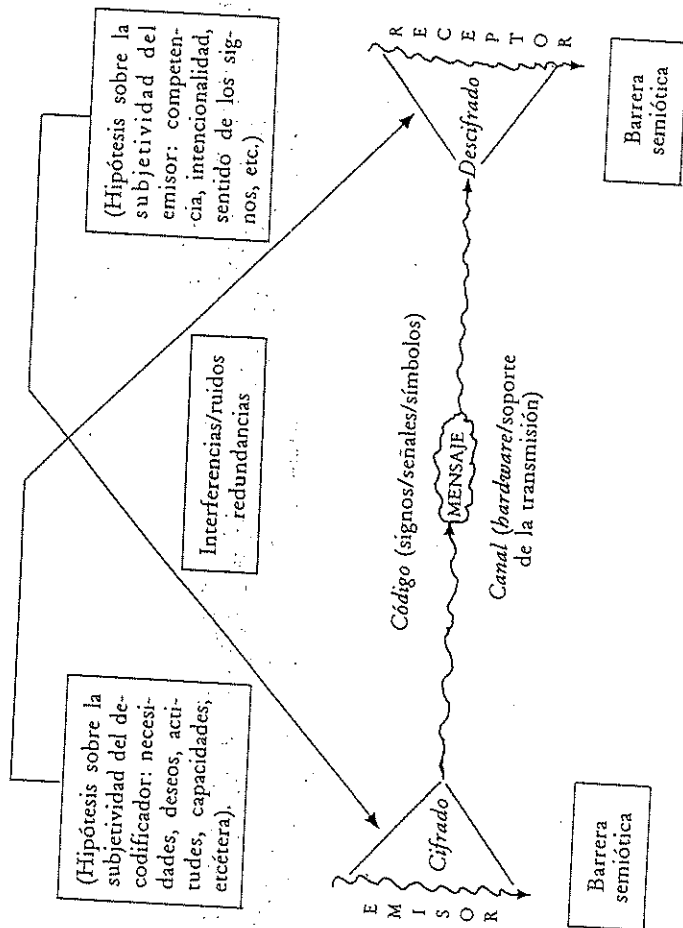 (Hipótesis sobre la
subjetividad del de-
codificador: necesi-
dades, deseos, acti-
tudes, capacidades,
etcétera).
(Hipótesis sobre la
subjetividad del
emisor: competen-
cia, intencionalidad,
sentido de los sig-
nos, etc.)
Interferencias/ruidos
redundancias
EMISOR
Cifrado
Código (signos/señales/símbolos)
MENSAJE
Canal (hardware/soporte
de la transmisión)
Descifrado
RECEPTOR
Barrera
semiótica
Barrera
semiótica